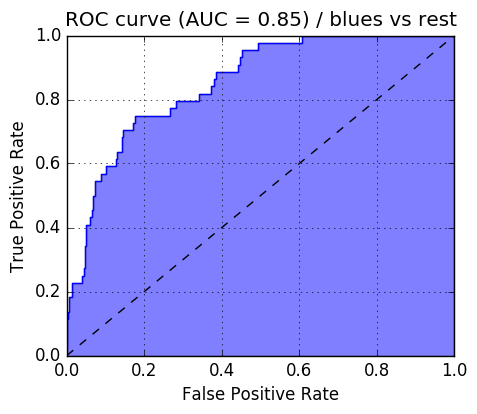 ROC curve (AUC = 0.85) / blues vs rest
1.0
0.8
0.6
0.4
0.2
0.0
True Positive Rate
0.0 0.2 0.4 0.6 0.8 1.0
False Positive Rate